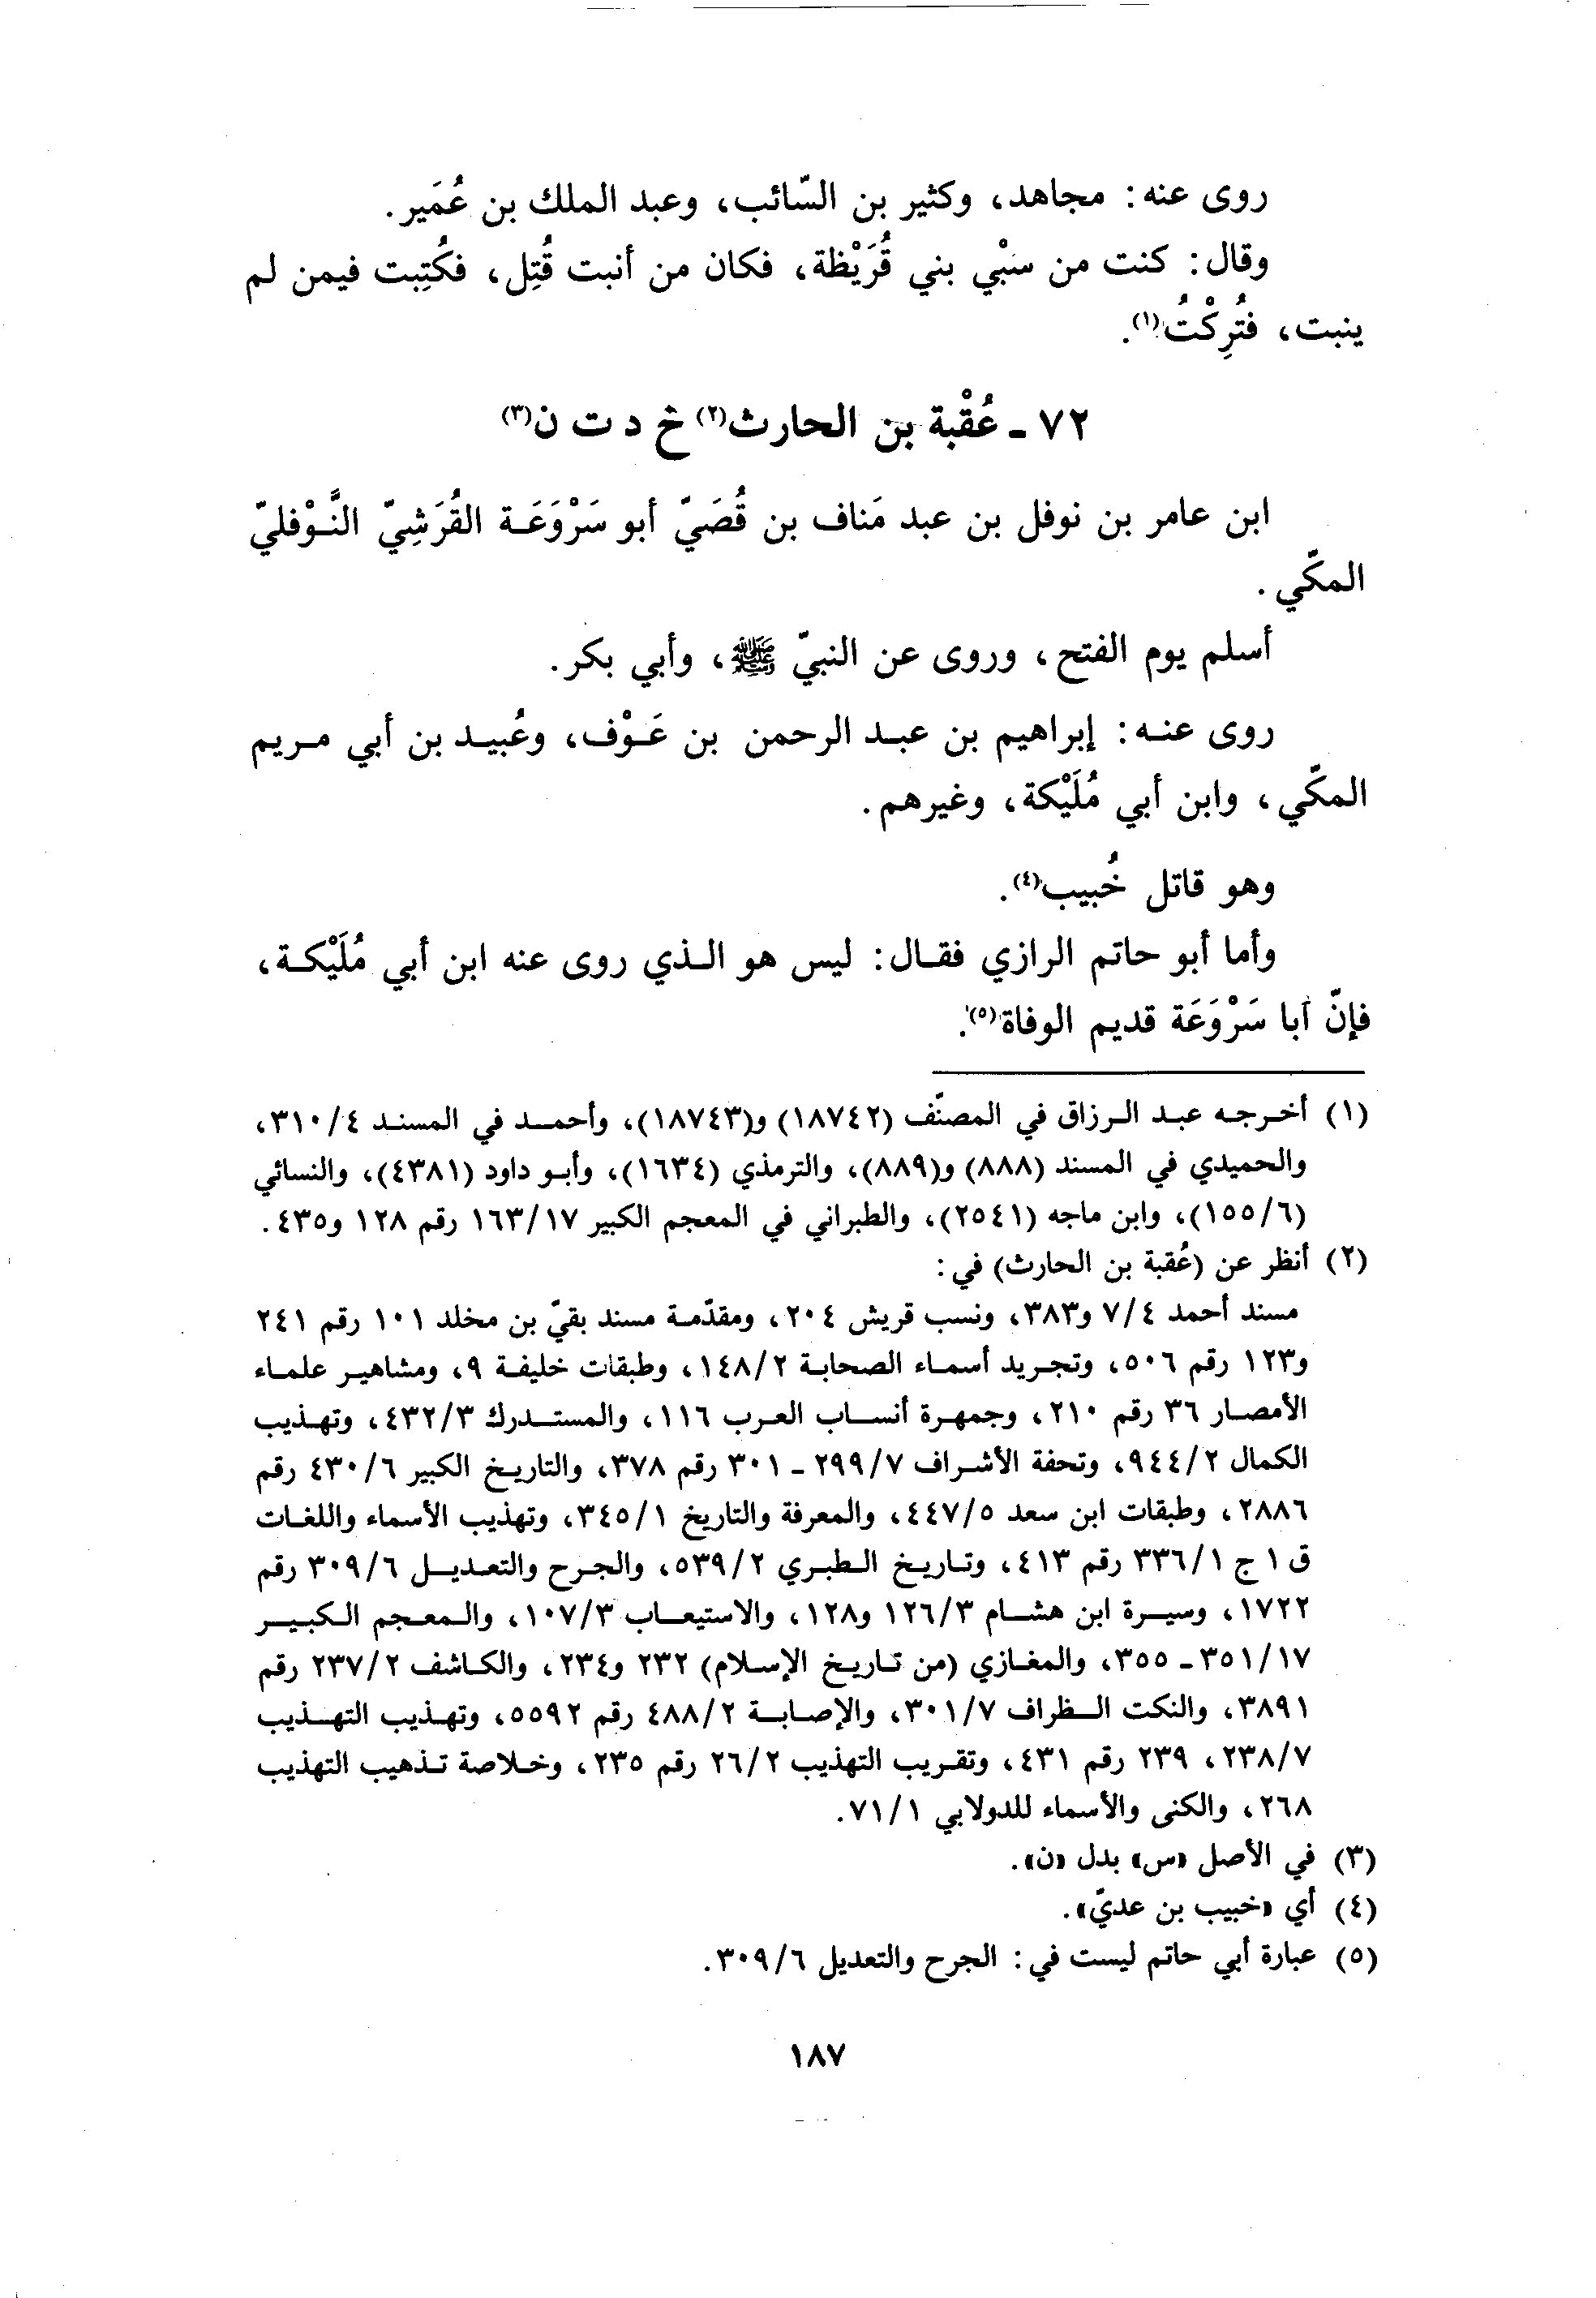 روى عنه: مجاهد، وكثير بن السّائب، وعبد الملك بن عُمَير.
وقال: كنت من سبْي بني قُرَيْظة، فكان من أنبت قُتِل، فكُتِبت فيمن لم
ينبت، فتُرِكْتُ(١).
٧٢ ـ عُقْبة بن الحارث(٢) خ د ت ن(٣)
ابن عامر بن نوفل بن عبد مَناف بن قُصَيّ أبو سَرْوَعَة القُرَشِيّ النَّوْفليّ
المكّي.
أسلم يوم الفتح، وروى عن النبيّ ﷺ، وأبي بكر.
روى عنه: إبراهيم بن عبد الرحمن بن عَوْف، وعُبيد بن أبي مريم
المكّي، وابن أبي مُلَيْكة، وغيرهم.
وهو قاتل خُبيب(٤).
وأما أبو حاتم الرازي فقال: ليس هو الذي روى عنه ابن أبي مُلَيْكة،
فإنّ أبا سَرْوَعَة قديم الوفاة(٥).
(١) أخرجه عبد الرزاق في المصنّف (١٨٧٤٢) و(١٨٧٤٣)، وأحمد في المسند ٣١٠/٤،
والحميدي في المسند (٨٨٨) و(٨٨٩)، والترمذي (١٦٣٤)، وأبو داود (٤٣٨١)، والنسائي
(١٥٥/٦)، وابن ماجه (٢٥٤١)، والطبراني في المعجم الكبير ١٦٣/١٧ رقم ١٢٨ و٤٣٥.
(٢) أنظر عن (عُقبة بن الحارث) في:
مسند أحمد ٧/٤ و٣٨٣، ونسب قريش ٢٠٤، ومقدّمة مسند بقيّ بن مخلد ١٠١ رقم ٢٤١
و١٢٣ رقم ٥٠٦، وتجريد أسماء الصحابة ١٤٨/٢، وطبقات خليفة ٩، ومشاهير علماء
الأمصار ٣٦ رقم ٢١٠، وجمهرة أنساب العرب ١١٦، والمستدرك ٤٣٢/٣، وتهذيب
الكمال ٩٤٤/٢، وتحفة الأشراف ٢٩٩/٧ ـ ٣٠١ رقم ٣٧٨، والتاريخ الكبير ٤٣٠/٦ رقم
٢٨٨٦، وطبقات ابن سعد ٤٤٧/٥، والمعرفة والتاريخ ٣٤٥/١، وتهذيب الأسماء واللغات
ق ١ ج ٣٣٦/١ رقم ٤١٣، وتاريخ الطبري ٥٣٩/٢، والجرح والتعديل ٣٠٩/٦ رقم
١٧٢٢، وسيرة ابن هشام ١٢٦/٣ و١٢٨، والاستيعاب ١٠٧/٣، والمعجم الكبير
٣٥١/١٧ ـ ٣٥٥، والمغازي (من تاريخ الإسلام) ٢٣٢ و٢٣٤، والكاشف ٢٣٧/٢ رقم
٣٨٩١، والنكت الظراف ٣٠١/٧، والإصابة ٤٨٨/٢ رقم ٥٥٩٢، وتهذيب التهذيب
٢٣٨/٧، ٢٣٩ رقم ٤٣١، وتقريب التهذيب ٢٦/٢ رقم ٢٣٥، وخلاصة تذهيب التهذيب
٢٦٨، والكنى والأسماء للدولابي ٧١/١.
(٣) في الأصل «س» بدل «ن».
(٤) أي «خبيب بن عديّ».
(٥) عبارة أبي حاتم ليست في: الجرح والتعديل ٣٠٩/٦.
١٨٧